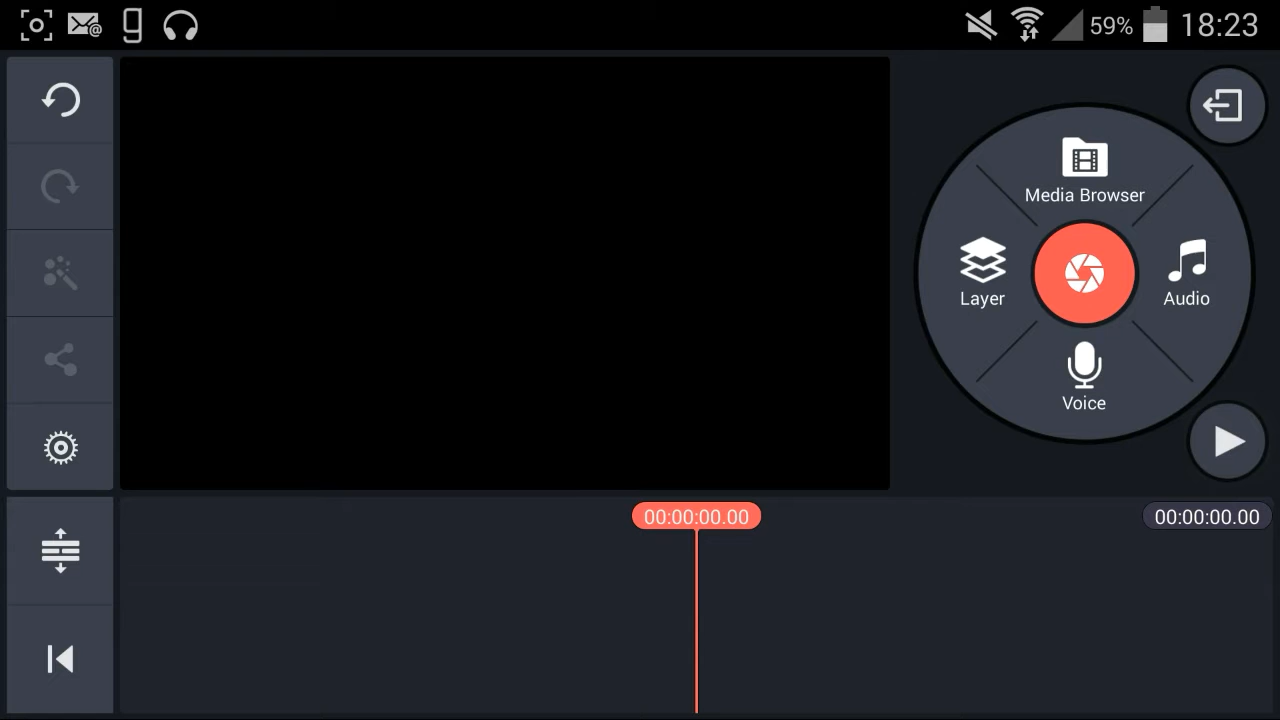 59% 18:23
Media Browser
Layer
Audio
Voice
00:00:00.00
00:00:00.00